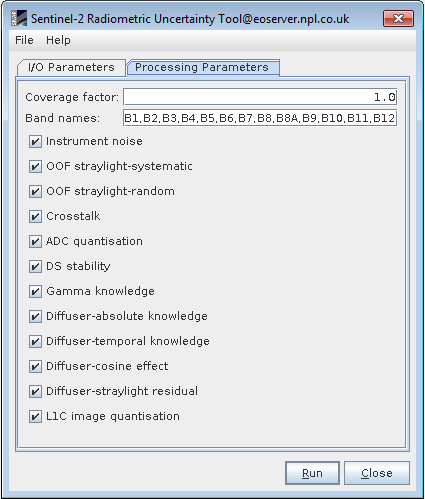 Sentinel-2 Radiometric Uncertainty Tool@eoserver.npl.co.uk
File Help
I/O Parameters Processing Parameters
Coverage factor: 1.0
Band names: B1,B2,B3,B4,B5,B6,B7,B8,B8A,B9,B10,B11,B12
Instrument noise
OOF straylight-systematic
OOF straylight-random
Crosstalk
ADC quantisation
DS stability
Gamma knowledge
Diffuser-absolute knowledge
Diffuser-temporal knowledge
Diffuser-cosine effect
Diffuser-straylight residual
L1C image quantisation
Run Close